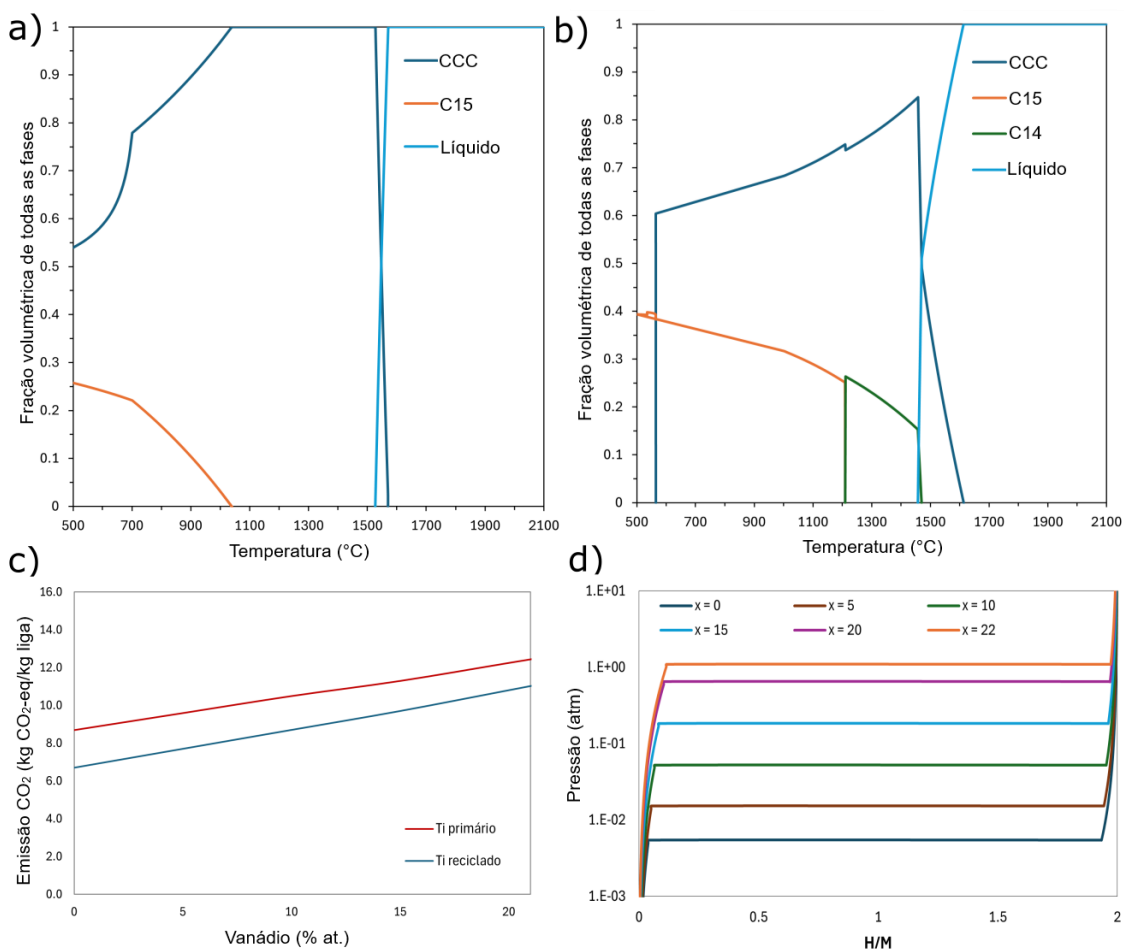 a)
Fração volumétrica de todas as fases
1
0.9
0.8
0.7
0.6
0.5
0.4
0.3
0.2
0.1
0
500 700 900 1100 1300 1500 1700 1900 2100
Temperatura (°C)
CCC
C15
Líquido
b)
Fração volumétrica de todas as fases
1
0.9
0.8
0.7
0.6
0.5
0.4
0.3
0.2
0.1
0
500 700 900 1100 1300 1500 1700 1900 2100
Temperatura (°C)
CCC
C15
C14
Líquido
c)
Emissão CO₂ (kg CO₂-eq/kg liga)
16.0
14.0
12.0
10.0
8.0
6.0
4.0
2.0
0.0
0 5 10 15 20
Vanádio (% at.)
Ti primário
Ti reciclado
d)
Pressão (atm)
1.E+01
1.E+00
1.E-01
1.E-02
1.E-03
0 0.5 1 1.5 2
H/M
x = 0 x = 5 x = 10
x = 15 x = 20 x = 22